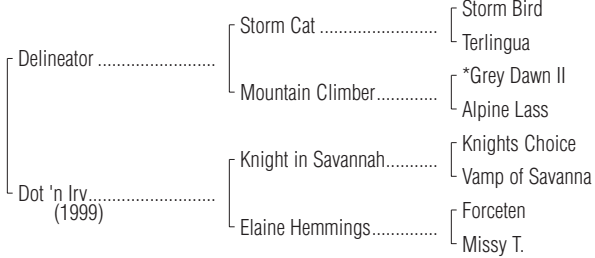 Storm Bird
Storm Cat ........................
Terlingua
Delineator ........................
*Grey Dawn II
Mountain Climber.............
Alpine Lass
Knights Choice
Knight in Savannah...........
Vamp of Savanna
Dot 'n Irv..........................
(1999)
Forceten
Elaine Hemmings..............
Missy T.